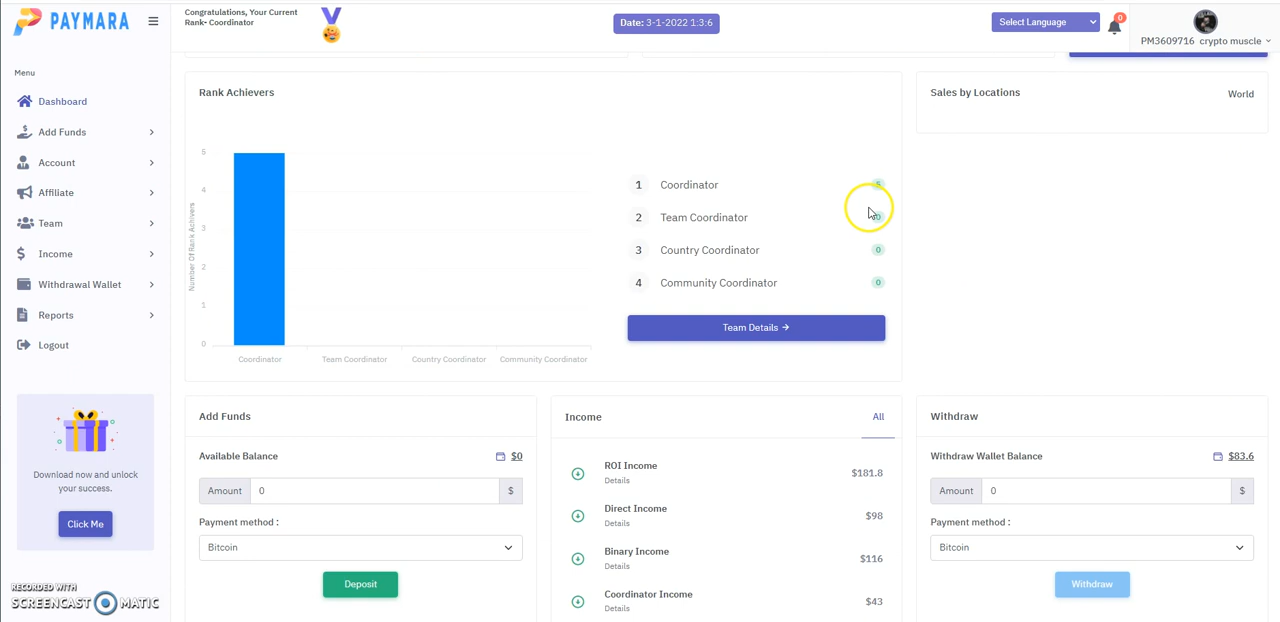 PAYMARA
Congratulations, Your Current
Rank- Coordinator
Date: 3-1-2022 1:3:6
Select Language
0
PM3609716 crypto muscle
Menu
Dashboard
Add Funds
Account
Affiliate
Team
Income
Withdrawal Wallet
Reports
Logout
Download now and unlock
your success.
Click Me
RECORDED WITH
SCREENCAST MATIC
Rank Achievers
Number Of Rank Achivers
5
4
3
2
1
0
Coordinator
Team Coordinator
Country Coordinator
Community Coordinator
1 Coordinator 5
2 Team Coordinator 0
3 Country Coordinator 0
4 Community Coordinator 0
Team Details →
Sales by Locations
World
Add Funds
Available Balance $0
Amount 0 $
Payment method :
Bitcoin
Deposit
Income
All
ROI Income $181.8
Details
Direct Income $98
Details
Binary Income $116
Details
Coordinator Income $43
Details
Withdraw
Withdraw Wallet Balance $83.6
Amount 0 $
Payment method :
Bitcoin
Withdraw